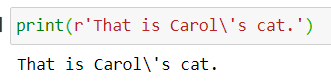 print(r'That is Carol\'s cat.')
That is Carol\'s cat.